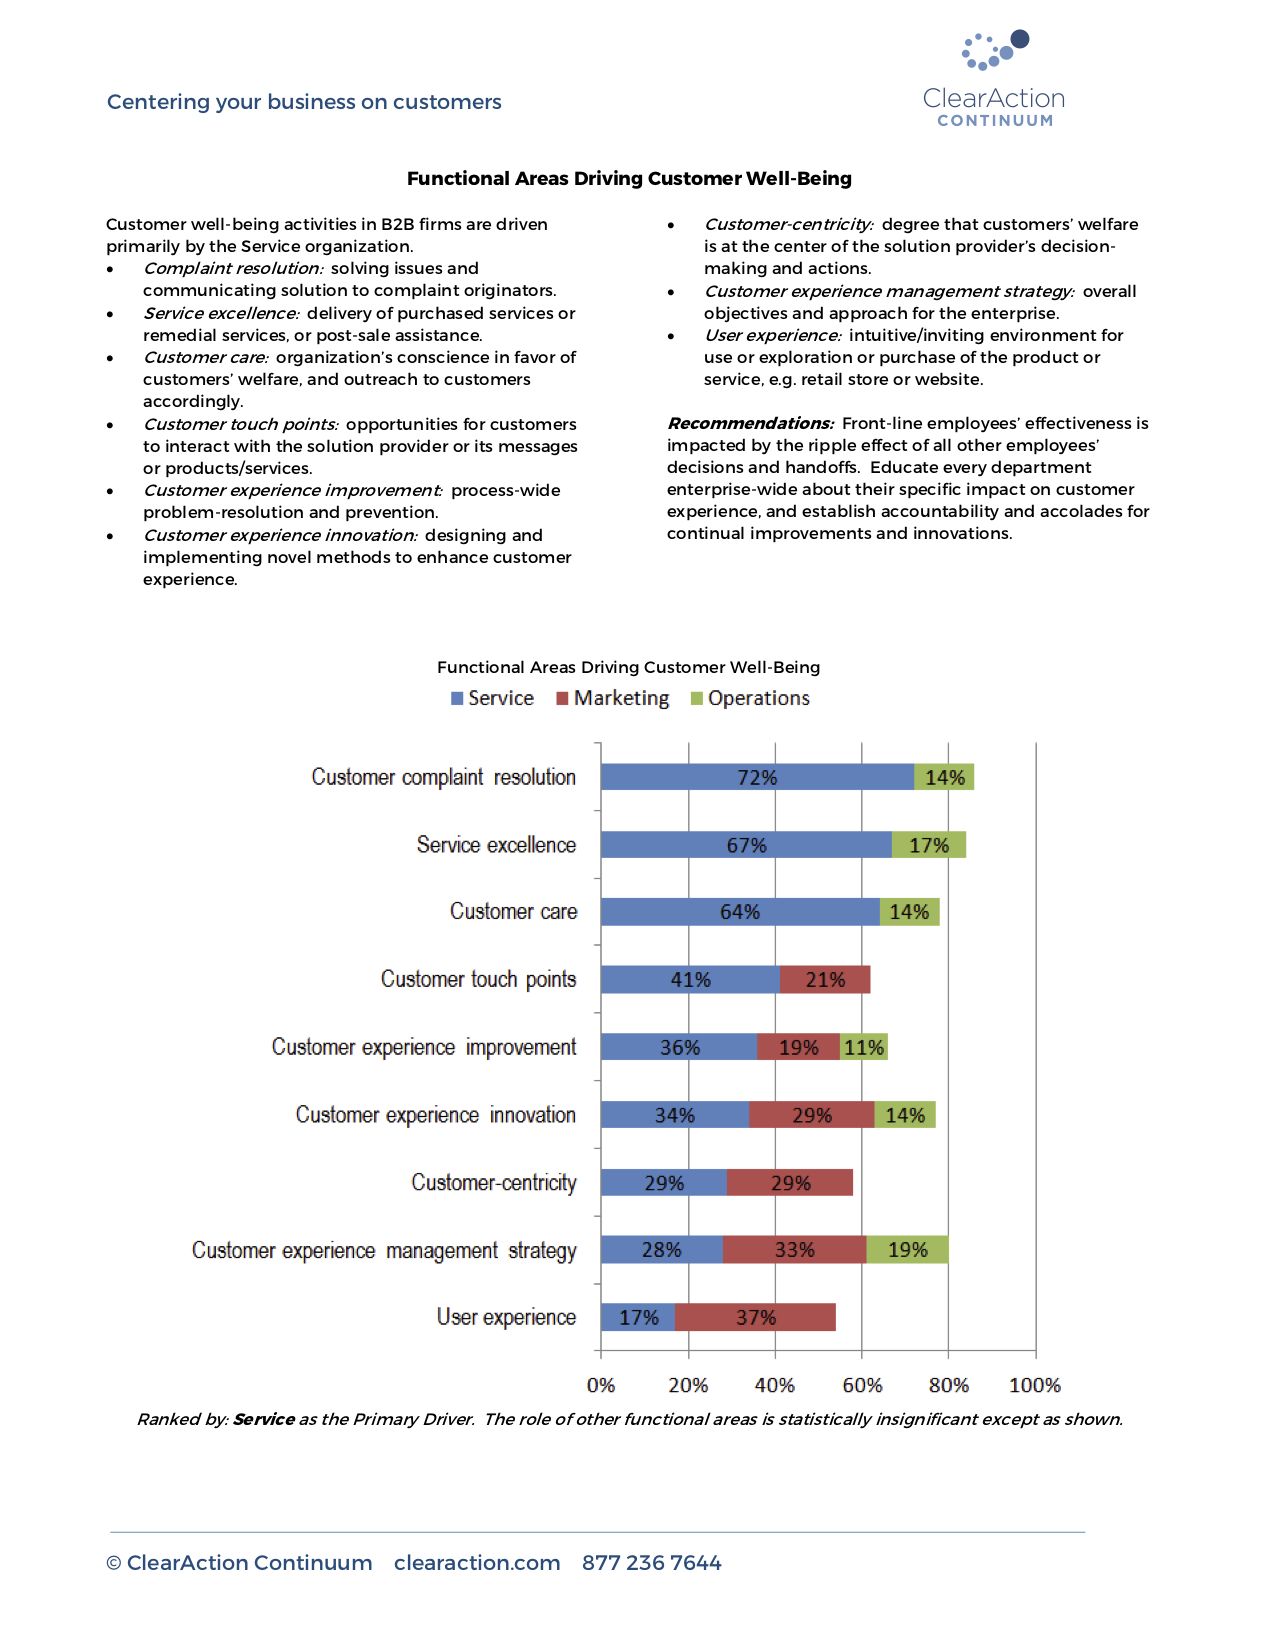 Centering your business on customers
ClearAction
CONTINUUM
Functional Areas Driving Customer Well-Being
Customer well-being activities in B2B firms are driven
primarily by the Service organization.
• Complaint resolution: solving issues and
communicating solution to complaint originators.
• Service excellence: delivery of purchased services or
remedial services, or post-sale assistance.
• Customer care: organization's conscience in favor of
customers' welfare, and outreach to customers
accordingly.
• Customer touch points: opportunities for customers
to interact with the solution provider or its messages
or products/services.
• Customer experience improvement: process-wide
problem-resolution and prevention.
• Customer experience innovation: designing and
implementing novel methods to enhance customer
experience.
• Customer-centricity: degree that customers' welfare
is at the center of the solution provider's decision-
making and actions.
• Customer experience management strategy: overall
objectives and approach for the enterprise.
• User experience: intuitive/inviting environment for
use or exploration or purchase of the product or
service, e.g. retail store or website.
Recommendations: Front-line employees' effectiveness is
impacted by the ripple effect of all other employees'
decisions and handoffs. Educate every department
enterprise-wide about their specific impact on customer
experience, and establish accountability and accolades for
continual improvements and innovations.
Functional Areas Driving Customer Well-Being
Service Marketing Operations
Customer complaint resolution 72% 14%
Service excellence 67% 17%
Customer care 64% 14%
Customer touch points 41% 21%
Customer experience improvement 36% 19% 11%
Customer experience innovation 34% 29% 14%
Customer-centricity 29% 29%
Customer experience management strategy 28% 33% 19%
User experience 17% 37%
0% 20% 40% 60% 80% 100%
Ranked by: Service as the Primary Driver. The role of other functional areas is statistically insignificant except as shown.
© ClearAction Continuum clearaction.com 877 236 7644